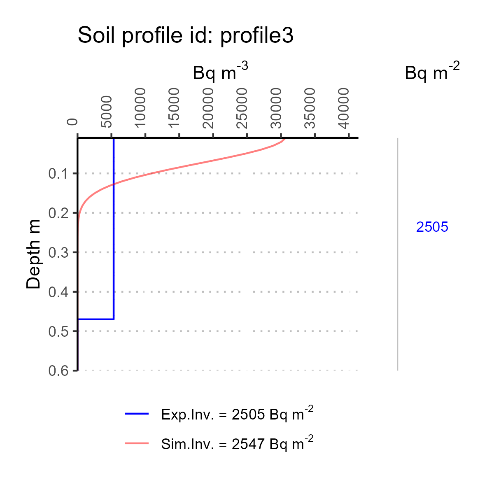 Soil profile id: profile3
Bq m-3
Bq m-2
0
5000
10000
15000
20000
25000
30000
35000
40000
Depth m
0.1
0.2
0.3
0.4
0.5
0.6
2505
Exp.Inv. = 2505 Bq m-2
Sim.Inv. = 2547 Bq m-2